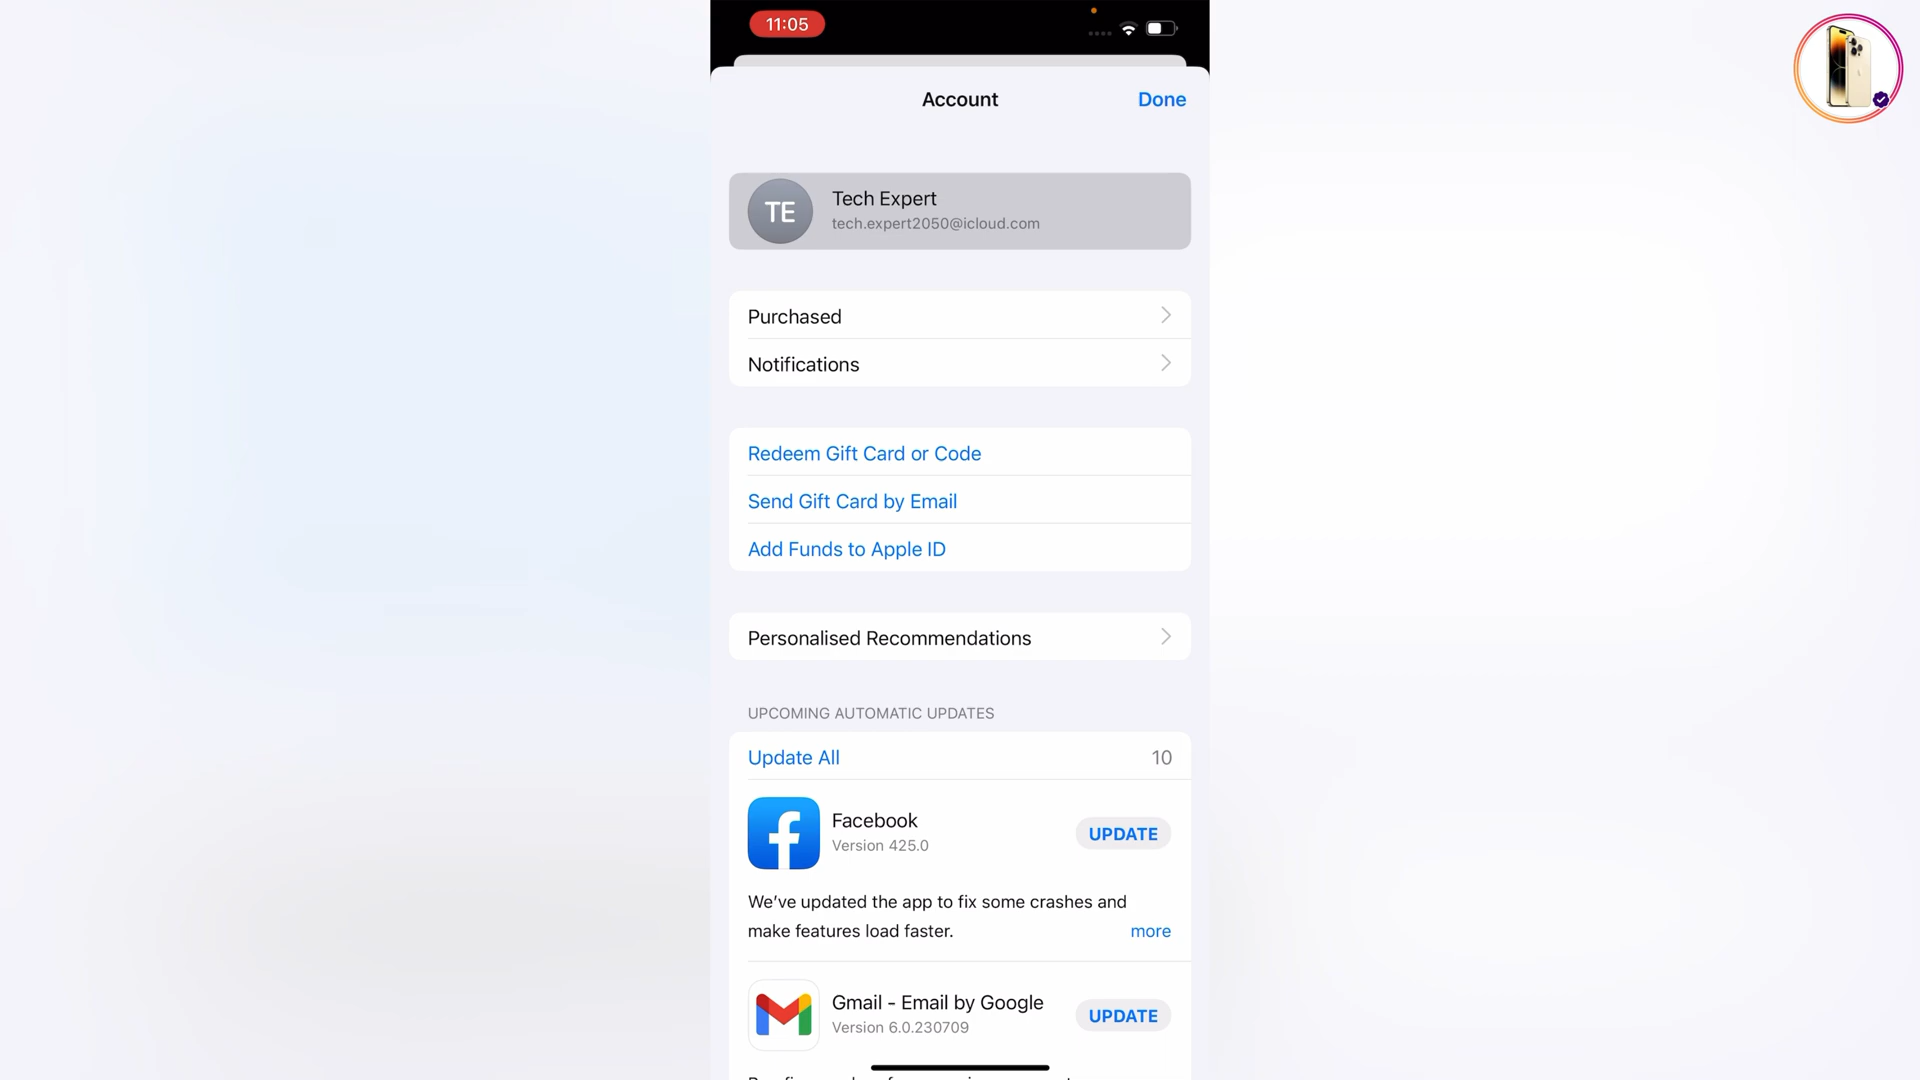 11:05
Account
Done
TE
Tech Expert
tech.expert2050@icloud.com
Purchased
Notifications
Redeem Gift Card or Code
Send Gift Card by Email
Add Funds to Apple ID
Personalised Recommendations
UPCOMING AUTOMATIC UPDATES
Update All
10
Facebook
Version 425.0
UPDATE
We've updated the app to fix some crashes and
make features load faster.
more
Gmail - Email by Google
Version 6.0.230709
UPDATE